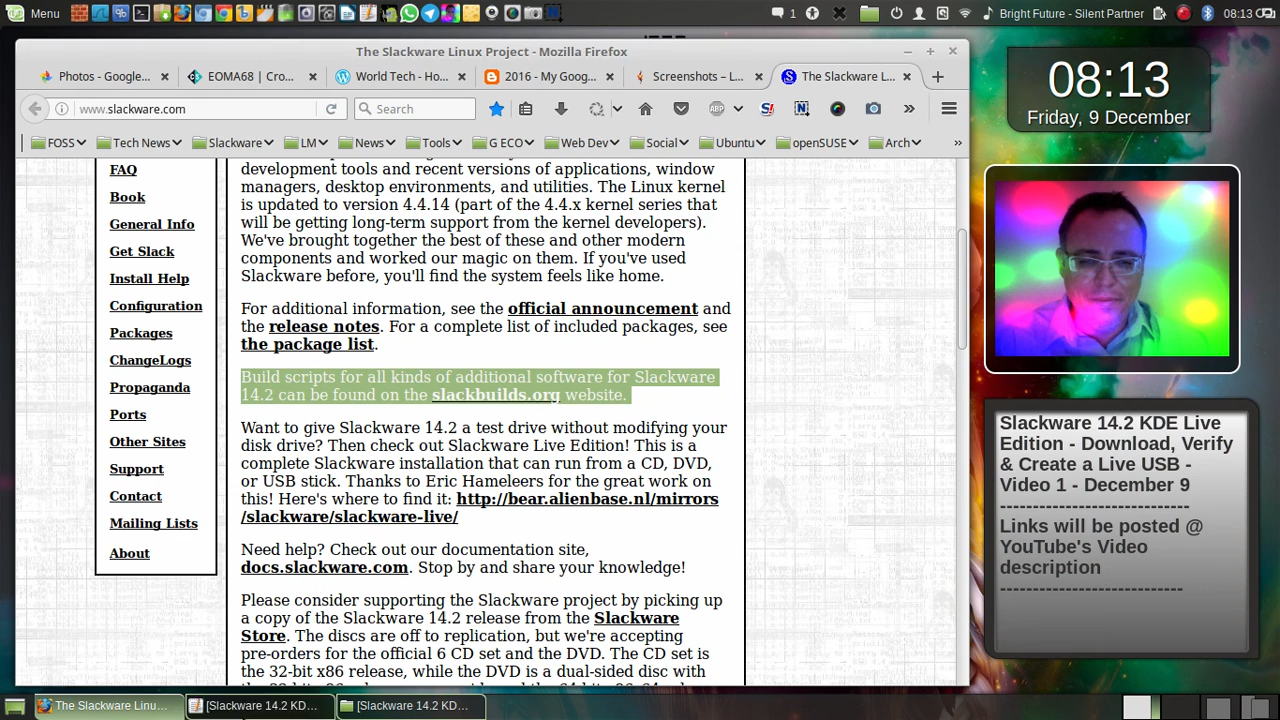 Menu
1
Bright Future - Silent Partner
08:13
The Slackware Linux Project - Mozilla Firefox
Photos - Google...
EOMA68 | Cro...
World Tech - Ho...
2016 - My Goog...
Screenshots – L...
The Slackware L...
www.slackware.com
Search
ABP
FOSS
Tech News
Slackware
LM
News
Tools
G ECO
Web Dev
Social
Ubuntu
openSUSE
Arch
»
FAQ
Book
General Info
Get Slack
Install Help
Configuration
Packages
ChangeLogs
Propaganda
Ports
Other Sites
Support
Contact
Mailing Lists
About
development tools and recent versions of applications, window
managers, desktop environments, and utilities. The Linux kernel
is updated to version 4.4.14 (part of the 4.4.x kernel series that
will be getting long-term support from the kernel developers).
We've brought together the best of these and other modern
components and worked our magic on them. If you've used
Slackware before, you'll find the system feels like home.
For additional information, see the official announcement and
the release notes. For a complete list of included packages, see
the package list.
Build scripts for all kinds of additional software for Slackware
14.2 can be found on the slackbuilds.org website.
Want to give Slackware 14.2 a test drive without modifying your
disk drive? Then check out Slackware Live Edition! This is a
complete Slackware installation that can run from a CD, DVD,
or USB stick. Thanks to Eric Hameleers for the great work on
this! Here's where to find it: http://bear.alienbase.nl/mirrors
/slackware/slackware-live/
Need help? Check out our documentation site,
docs.slackware.com. Stop by and share your knowledge!
Please consider supporting the Slackware project by picking up
a copy of the Slackware 14.2 release from the Slackware
Store. The discs are off to replication, but we're accepting
pre-orders for the official 6 CD set and the DVD. The CD set is
the 32-bit x86 release, while the DVD is a dual-sided disc with
08:13
Friday, 9 December
Slackware 14.2 KDE Live
Edition - Download, Verify
& Create a Live USB -
Video 1 - December 9
-----------------------------
Links will be posted @
YouTube's Video
description
----------------------------
The Slackware Linu...
[Slackware 14.2 KD...
[Slackware 14.2 KD...